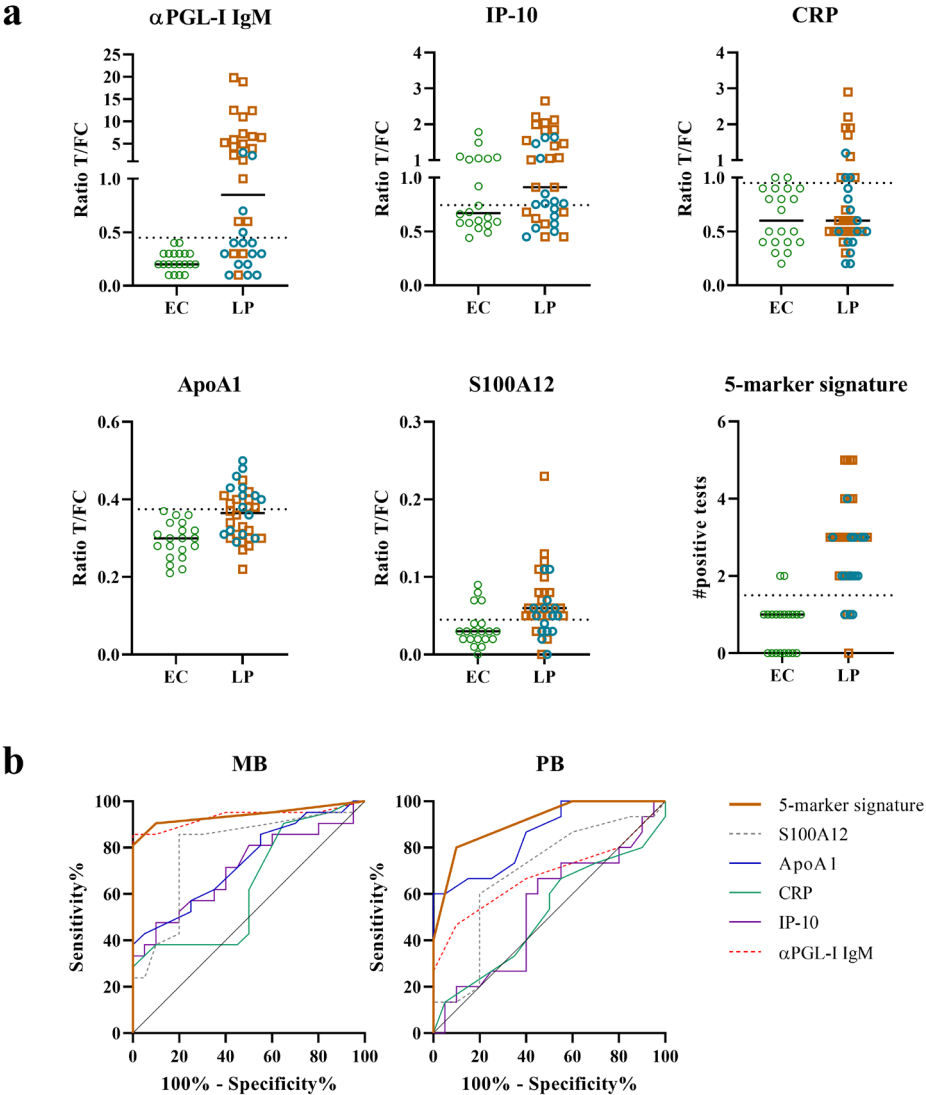 a
αPGL-I IgM
IP-10
CRP
Ratio T/FC
25
20
15
10
5
1.0
0.5
0.0
EC
LP
Ratio T/FC
4
3
2
1
1.0
0.5
0.0
EC
LP
Ratio T/FC
4
3
2
1
1.0
0.5
0.0
EC
LP
ApoA1
S100A12
5-marker signature
Ratio T/FC
0.6
0.4
0.2
0.0
EC
LP
Ratio T/FC
0.3
0.2
0.1
0.0
EC
LP
#positive tests
6
4
2
0
EC
LP
b
MB
PB
Sensitivity%
100
80
60
40
20
0
0 20 40 60 80 100
100% - Specificity%
Sensitivity%
100
80
60
40
20
0
0 20 40 60 80 100
100% - Specificity%
5-marker signature
S100A12
ApoA1
CRP
IP-10
αPGL-I IgM